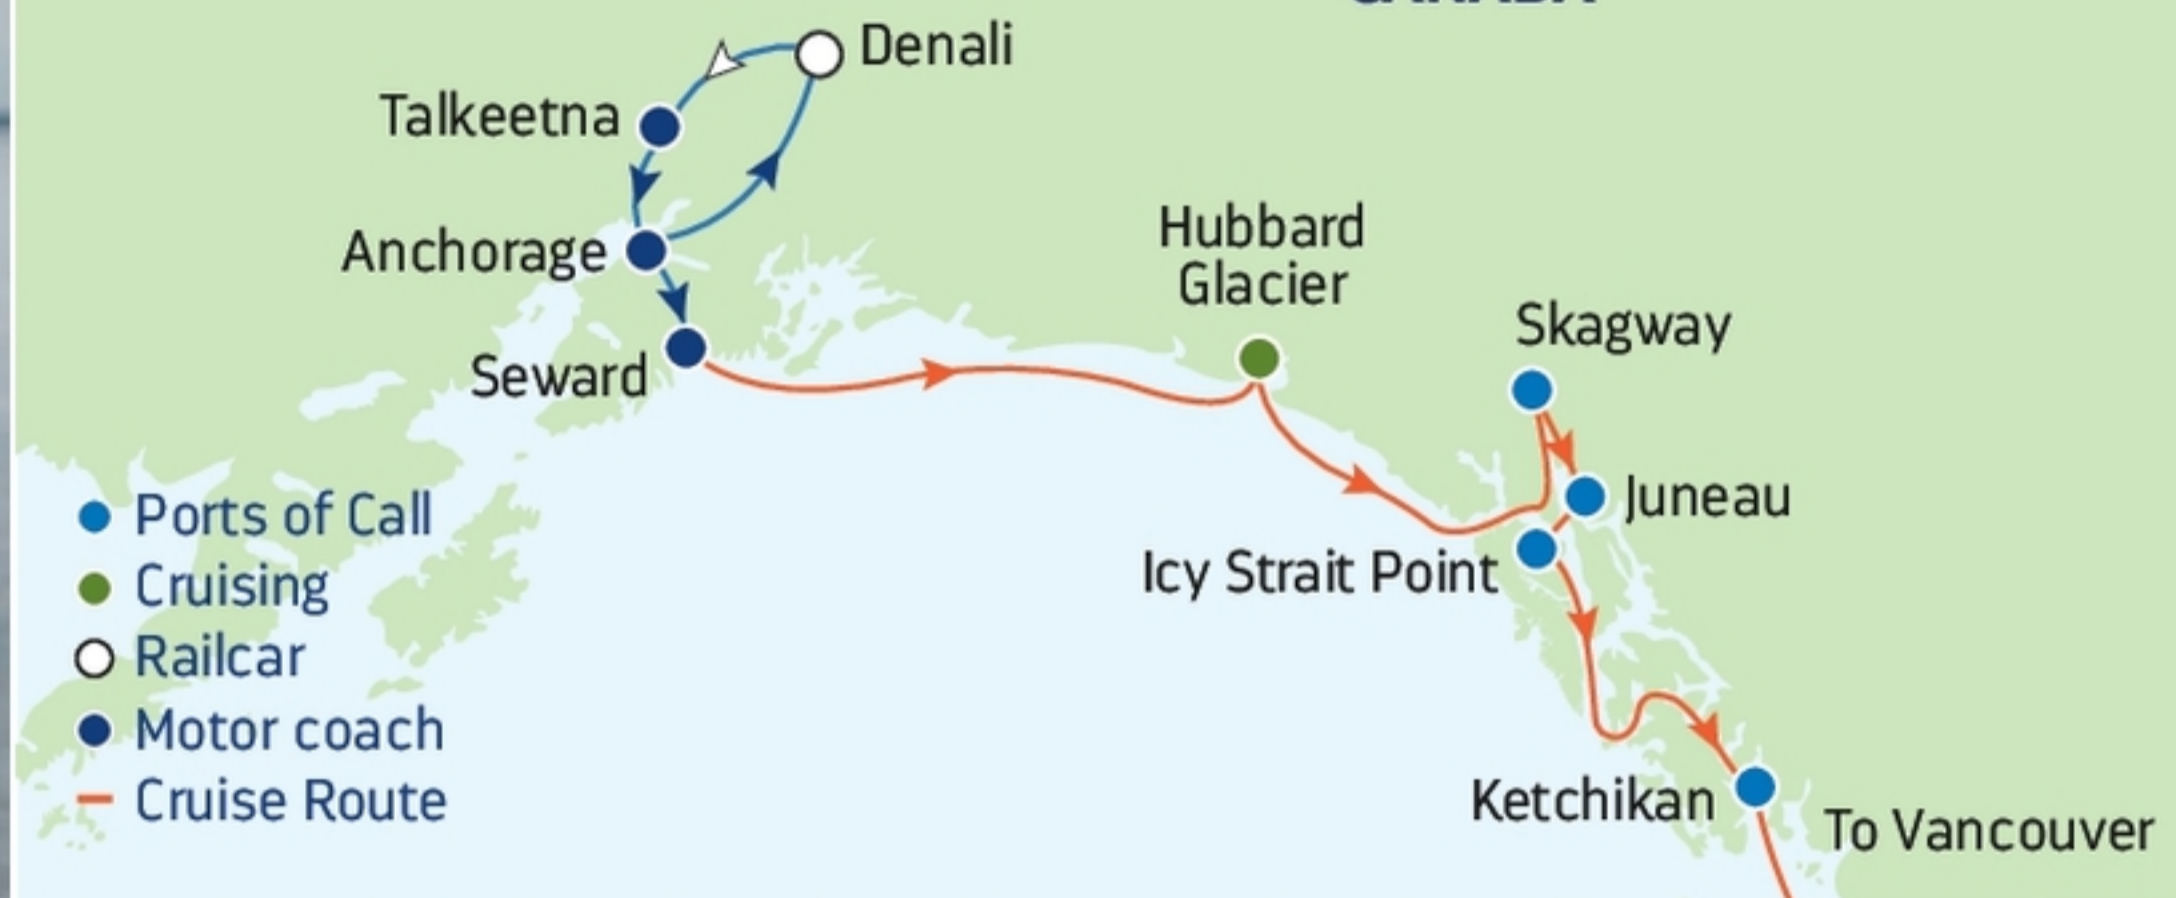 Denali
Talkeetna
Anchorage
Hubbard
Glacier
Skagway
Seward
Juneau
Ports of Call
Icy Strait Point
Cruising
Railcar
Motor coach
Cruise Route
Ketchikan
To Vancouver